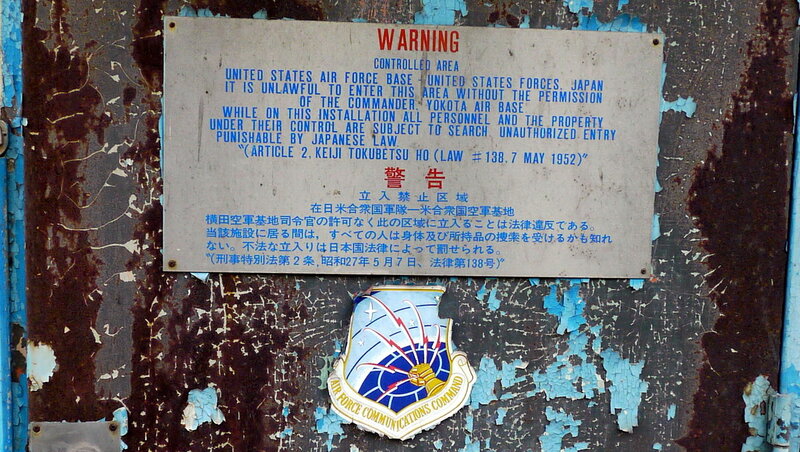 WARNING
CONTROLLED AREA
UNITED STATES AIR FORCE BASE - UNITED STATES FORCES, JAPAN
IT IS UNLAWFUL TO ENTER THIS AREA WITHOUT THE PERMISSION
OF THE COMMANDER YOKOTA AIR BASE
WHILE ON THIS INSTALLATION ALL PERSONNEL AND THE PROPERTY
UNDER THEIR CONTROL ARE SUBJECT TO SEARCH. UNAUTHORIZED ENTRY
PUNISHABLE BY JAPANESE LAW
"(ARTICLE 2, KEIJI TOKUBETSU HO (LAW #138, 7 MAY 1952)"
警告
立入禁止区域
在日米合衆国軍隊―米合衆国空軍基地
横田空軍基地司令官の許可なく此の区域に立入ることは法律違反である。
当該施設に居る間は、すべての人は身体及び所持品の捜索を受けるかも知れ
ない。不法な立入りは日本国法律によって罰せられる。
"(刑事特別法第2条、昭和27年5月7日、法律第138号)"
AIR FORCE COMMUNICATIONS COMMAND